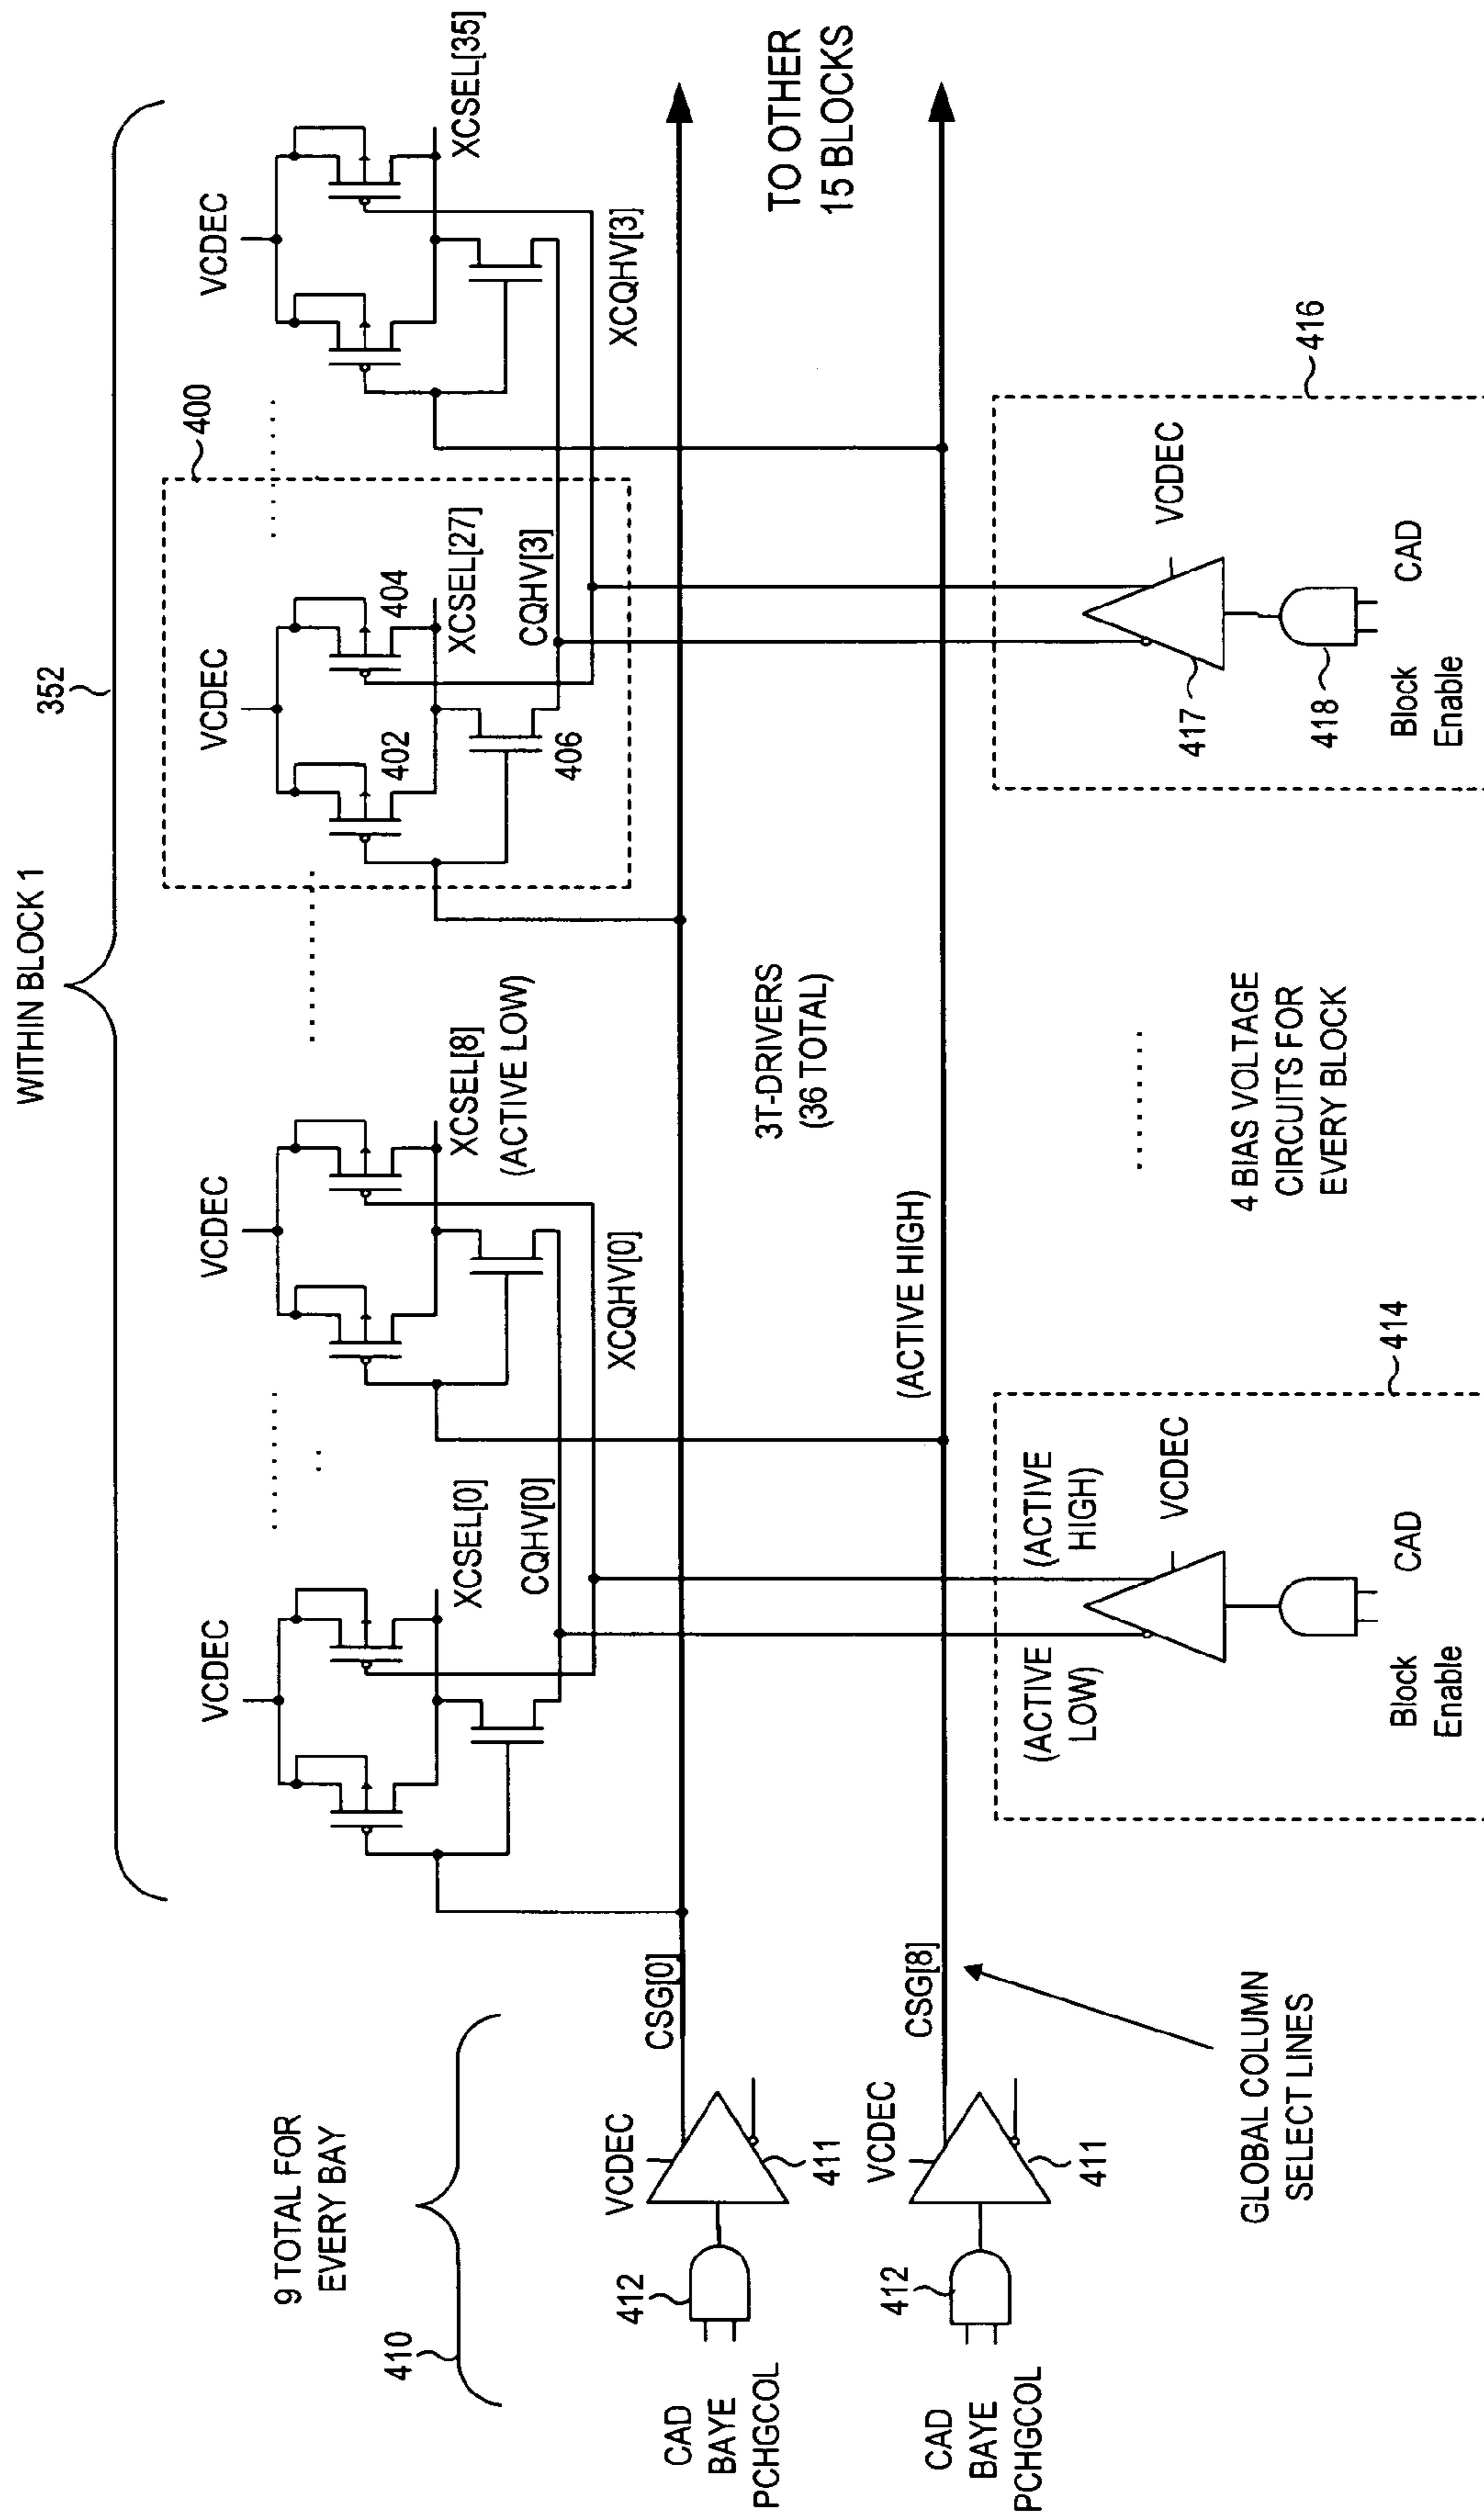 WITHIN BLOCK 1
352
400
VCDEC
VCDEC
VCDEC
VCDEC
402
404
406
XCSEL[0]
XCSEL[8]
(ACTIVE LOW)
XCSEL[27]
XCSEL[35]
CQHV[0]
XCQHV[0]
CQHV[3]
XCQHV[3]
9 TOTAL FOR
EVERY BAY
410
CAD
BAYE
PCHGCOL
412
VCDEC
411
CSG[0]
3T-DRIVERS
(36 TOTAL)
TO OTHER
15 BLOCKS
CAD
BAYE
PCHGCOL
412
VCDEC
411
CSG[8]
(ACTIVE HIGH)
GLOBAL COLUMN
SELECT LINES
414
(ACTIVE
LOW)
(ACTIVE
HIGH)
VCDEC
Block
Enable
CAD
4 BIAS VOLTAGE
CIRCUITS FOR
EVERY BLOCK
416
VCDEC
417
418
Block
Enable
CAD